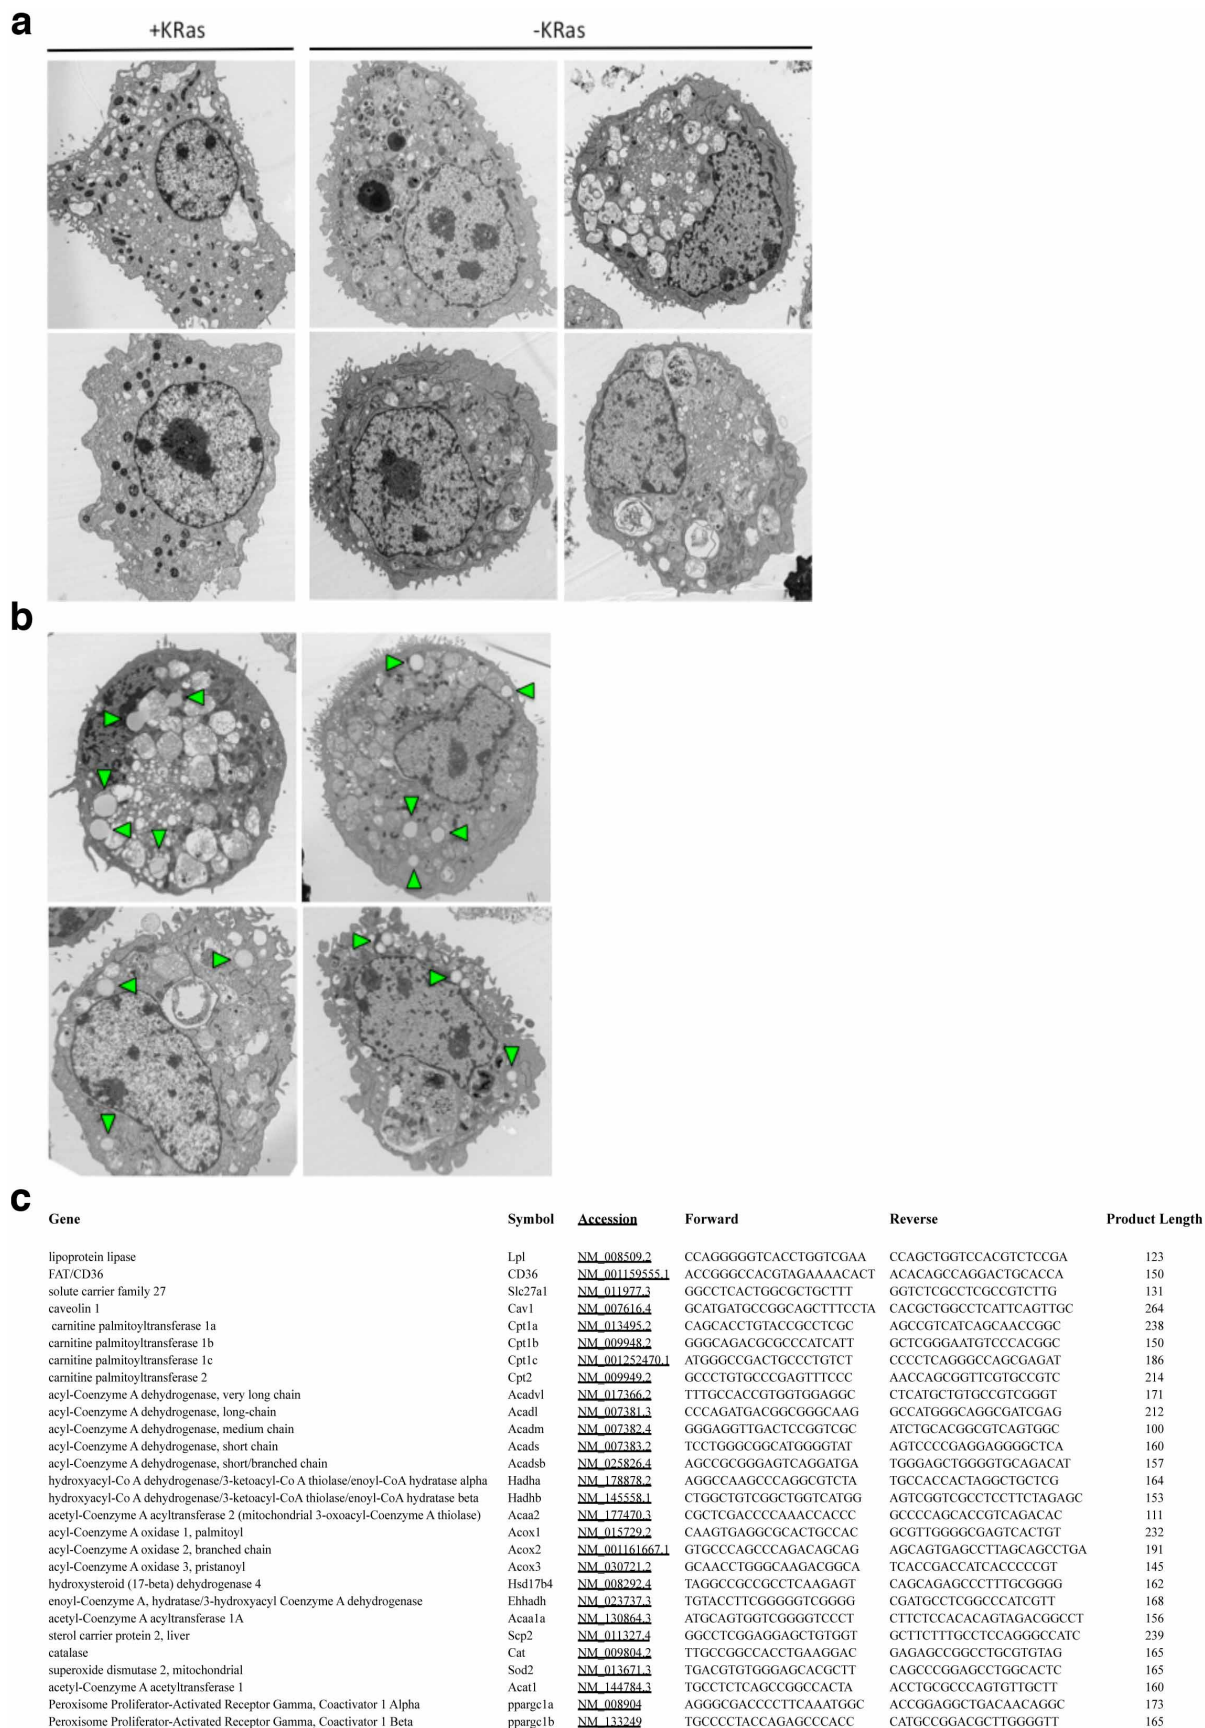 a
+KRas -KRas
b
c
Gene Symbol Accession Forward Reverse Product Length
lipoprotein lipase Lpl NM_008509.2 CCAGGGGGTCACCTGGTCGAA CCAGCTGGTCCACGTCTCCGA 123
FAT/CD36 CD36 NM_001159555.1 ACCGGGCCACGTAGAAAACACT ACACAGCCAGGACTGCACCA 150
solute carrier family 27 Slc27a1 NM_011977.3 GGCCTCACTGGCGCTGCTTT GGTCTCGCCTCGCCGTCTTG 131
caveolin 1 Cav1 NM_007616.4 GCATGATGCCGGCAGCTTTCCTA CACGCTGGCCTCATTCAGTTGC 264
carnitine palmitoyltransferase 1a Cpt1a NM_013495.2 CAGCACCTGTACCGCCTCGC AGCCGTCATCAGCAACCGGC 238
carnitine palmitoyltransferase 1b Cpt1b NM_009948.2 GGGCAGACGCGCCCATCATT GCTCGGGAATGTCCCACGGC 150
carnitine palmitoyltransferase 1c Cpt1c NM_001252470.1 ATGGGCCGACTGCCCTGTCT CCCCTCAGGGCCAGCGAGAT 186
carnitine palmitoyltransferase 2 Cpt2 NM_009949.2 GCCCTGTGCCCGAGTTTCCC AACCAGCGGTTCGTGCCGTC 214
acyl-Coenzyme A dehydrogenase, very long chain Acadvl NM_017366.2 TTTGCCACCGTGGTGGAGGC CTCATGCTGTGCCGTCGGGT 171
acyl-Coenzyme A dehydrogenase, long-chain Acadl NM_007381.3 CCCAGATGACGGCGGGCAAG GCCATGGGCAGGCGATCGAG 212
acyl-Coenzyme A dehydrogenase, medium chain Acadm NM_007382.4 GGGAGGTTGACTCCGGTCGC ATCTGCACGGCGTCAGTGGC 100
acyl-Coenzyme A dehydrogenase, short chain Acads NM_007383.2 TCCTGGGCGGCATGGGGTAT AGTCCCCGAGGAGGGGCTCA 160
acyl-Coenzyme A dehydrogenase, short/branched chain Acadsb NM_025826.4 AGCCGCGGGAGTCAGGATGA TGGGAGCTGGGGTGCAGACAT 157
hydroxyacyl-Co A dehydrogenase/3-ketoacyl-Co A thiolase/enoyl-CoA hydratase alpha Hadha NM_178878.2 AGGCCAAGCCCAGGCGTCTA TGCCACCACTAGGCTGCTCG 164
hydroxyacyl-Co A dehydrogenase/3-ketoacyl-CoA thiolase/enoyl-CoA hydratase beta Hadhb NM_145558.1 CTGGCTGTCGGCTGGTCATGG AGTCGGTCGCCTCCTTCTAGAGC 153
acetyl-Coenzyme A acyltransferase 2 (mitochondrial 3-oxoacyl-Coenzyme A thiolase) Acaa2 NM_177470.3 CGCTCGACCCCAAACCACCC GCCCCAGCACCGTCAGACAC 111
acyl-Coenzyme A oxidase 1, palmitoyl Acox1 NM_015729.2 CAAGTGAGGCGCACTGCCAC GCGTTGGGGCGAGTCACTGT 232
acyl-Coenzyme A oxidase 2, branched chain Acox2 NM_001161667.1 GTGCCCAGCCCAGACAGCAG AGCAGTGAGCCTTAGCAGCCTGA 191
acyl-Coenzyme A oxidase 3, pristanoyl Acox3 NM_030721.2 GCAACCTGGGCAAGACGGCA TCACCGACCATCACCCCCGT 145
hydroxysteroid (17-beta) dehydrogenase 4 Hsd17b4 NM_008292.4 TAGGCCGCCGCCTCAAGAGT CAGCAGAGCCCTTTGCGGGG 162
enoyl-Coenzyme A, hydratase/3-hydroxyacyl Coenzyme A dehydrogenase Ehhadh NM_023737.3 TGTACCTTCGGGGGTCGGGG CGATGCCTCGGCCCATCGTT 168
acetyl-Coenzyme A acyltransferase 1A Acaa1a NM_130864.3 ATGCAGTGGTCGGGGTCCCT CTTCTCCACACAGTAGACGGCCT 156
sterol carrier protein 2, liver Scp2 NM_011327.4 GGCCTCGGAGGAGCTGTGGT GCTTCTTTGCCTCCAGGGCCATC 239
catalase Cat NM_009804.2 TTGCCGGCCACCTGAAGGAC GAGAGCCGGCCTGCGTGTAG 165
superoxide dismutase 2, mitochondrial Sod2 NM_013671.3 TGACGTGTGGGAGCACGCTT CAGCCCGGAGCCTGGCACTC 165
acetyl-Coenzyme A acetyltransferase 1 Acat1 NM_144784.3 TGCCTCTCAGCCGGCCACTA ACCTGCGCCCAGTGTTGCTT 160
Peroxisome Proliferator-Activated Receptor Gamma, Coactivator 1 Alpha ppargc1a NM_008904 AGGGCGACCCCTTCAAATGGC ACCGGAGGCTGACAACAGGC 173
Peroxisome Proliferator-Activated Receptor Gamma, Coactivator 1 Beta ppargc1b NM_133249 TGCCCCTACCAGAGCCCACC CATGCCGGACGCTTGGGGTT 165